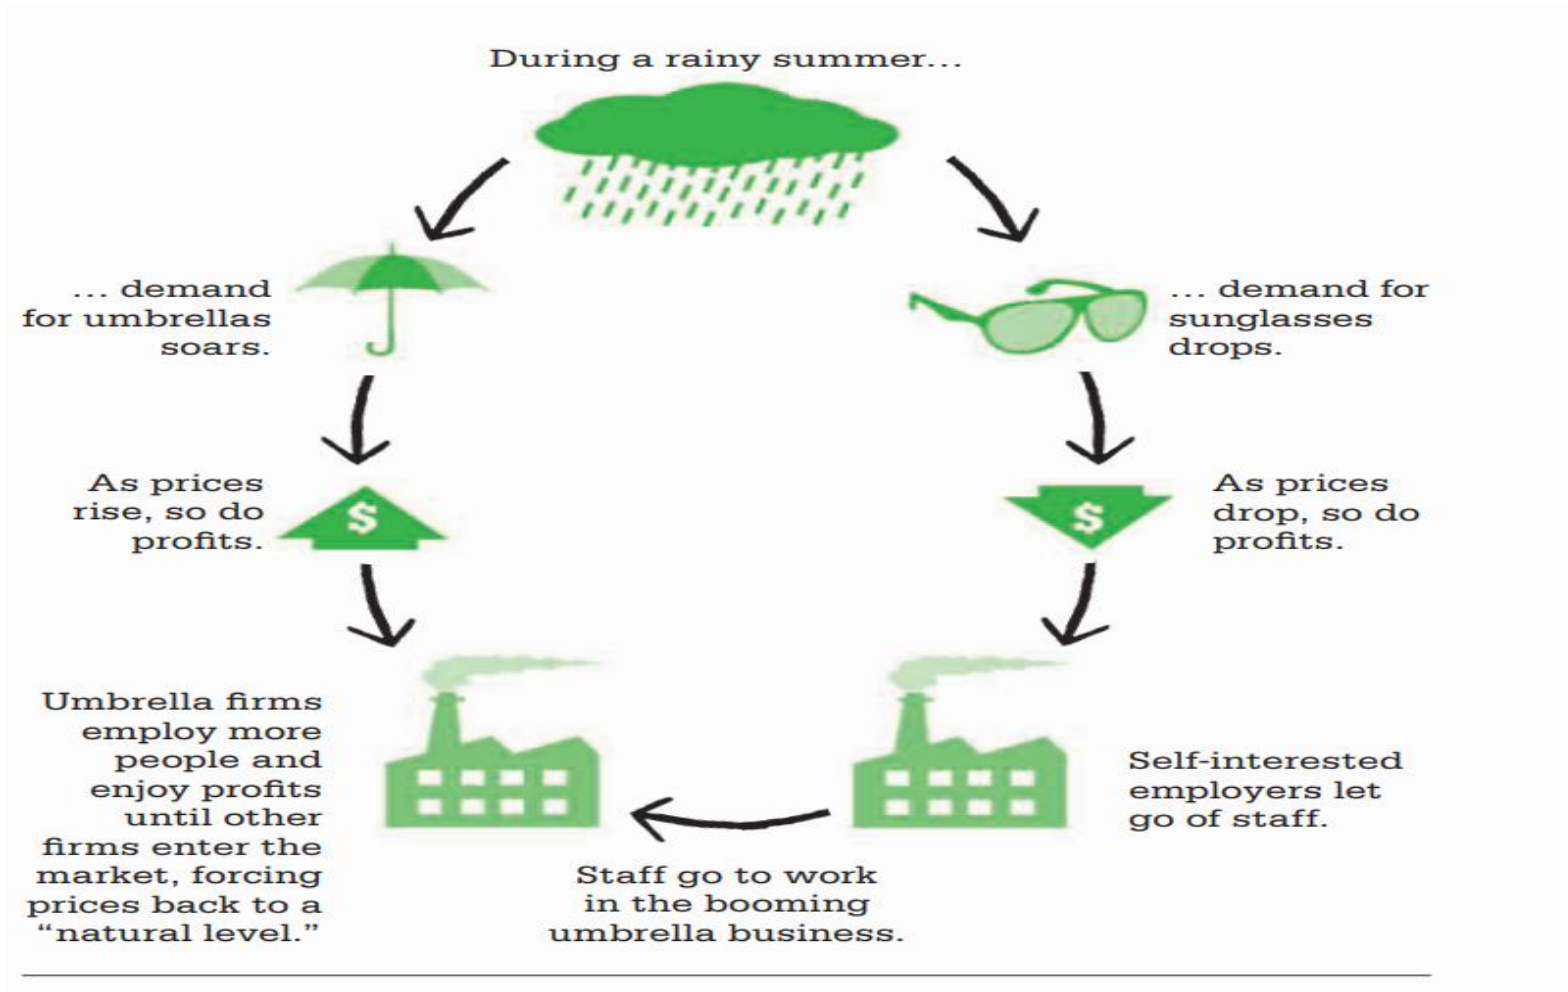 During a rainy summer…
… demand
for umbrellas
soars.
… demand for
sunglasses
drops.
As prices
rise, so do
profits.
$
As prices
drop, so do
profits.
$
Umbrella firms
employ more
people and
enjoy profits
until other
firms enter the
market, forcing
prices back to a
“natural level.”
Self-interested
employers let
go of staff.
Staff go to work
in the booming
umbrella business.